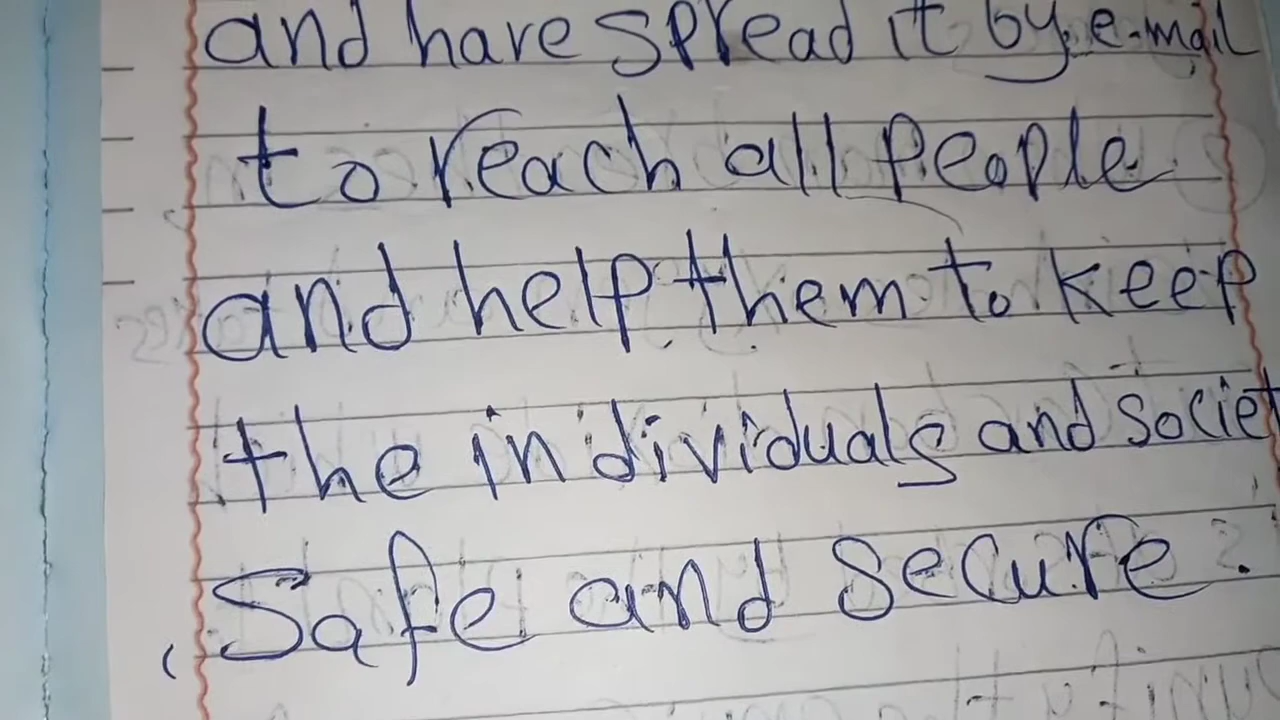 and have spread it by e-mail
to reach all people
and help them to keep
the individuals and societ
Safe and Secure.